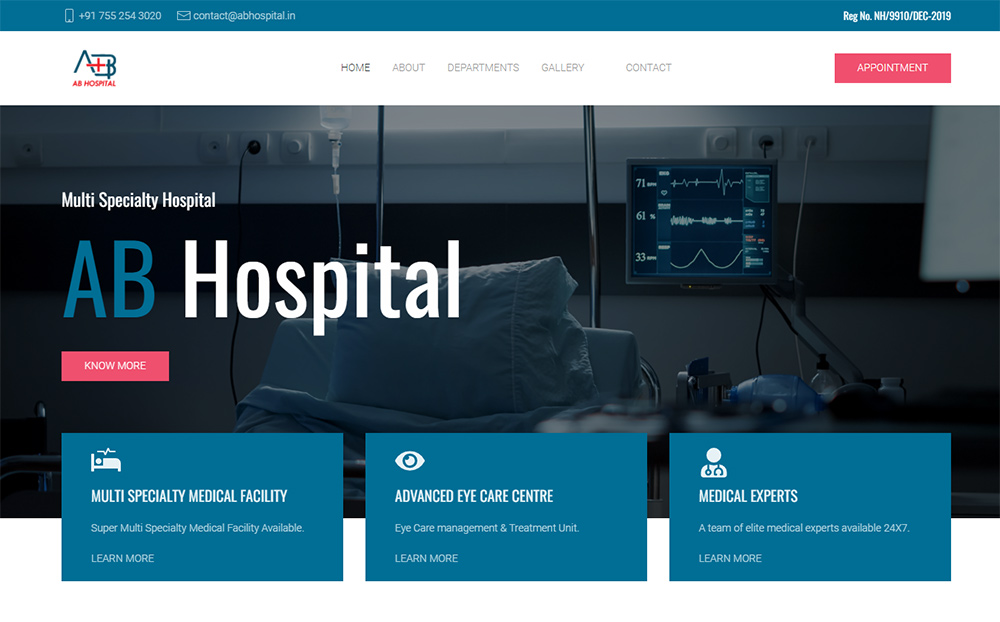 +91 755 254 3020 contact@abhospital.in Reg No. NH/9910/DEC-2019
A+B
AB HOSPITAL
HOME ABOUT DEPARTMENTS GALLERY CONTACT APPOINTMENT
71 BPM
61 %
33
Multi Specialty Hospital
AB Hospital
KNOW MORE
MULTI SPECIALTY MEDICAL FACILITY
Super Multi Specialty Medical Facility Available.
LEARN MORE
ADVANCED EYE CARE CENTRE
Eye Care management & Treatment Unit.
LEARN MORE
MEDICAL EXPERTS
A team of elite medical experts available 24X7.
LEARN MORE